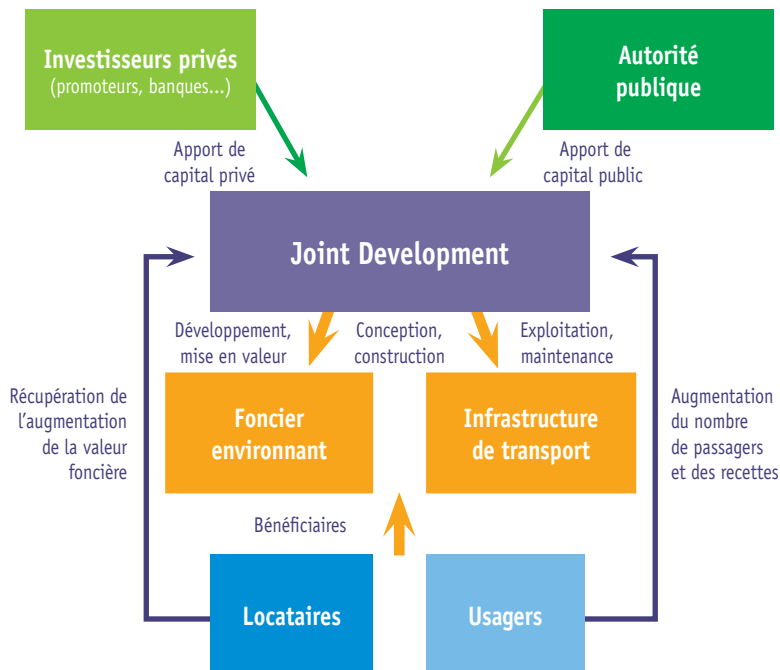 Investisseurs privés
(promoteurs, banques...)
Autorité
publique
Apport de
capital privé
Apport de
capital public
Joint Development
Développement,
mise en valeur
Conception,
construction
Exploitation,
maintenance
Récupération de
l'augmentation
de la valeur
foncière
Foncier
environnant
Infrastructure
de transport
Augmentation
du nombre
de passagers
et des recettes
Bénéficiaires
Locataires
Usagers